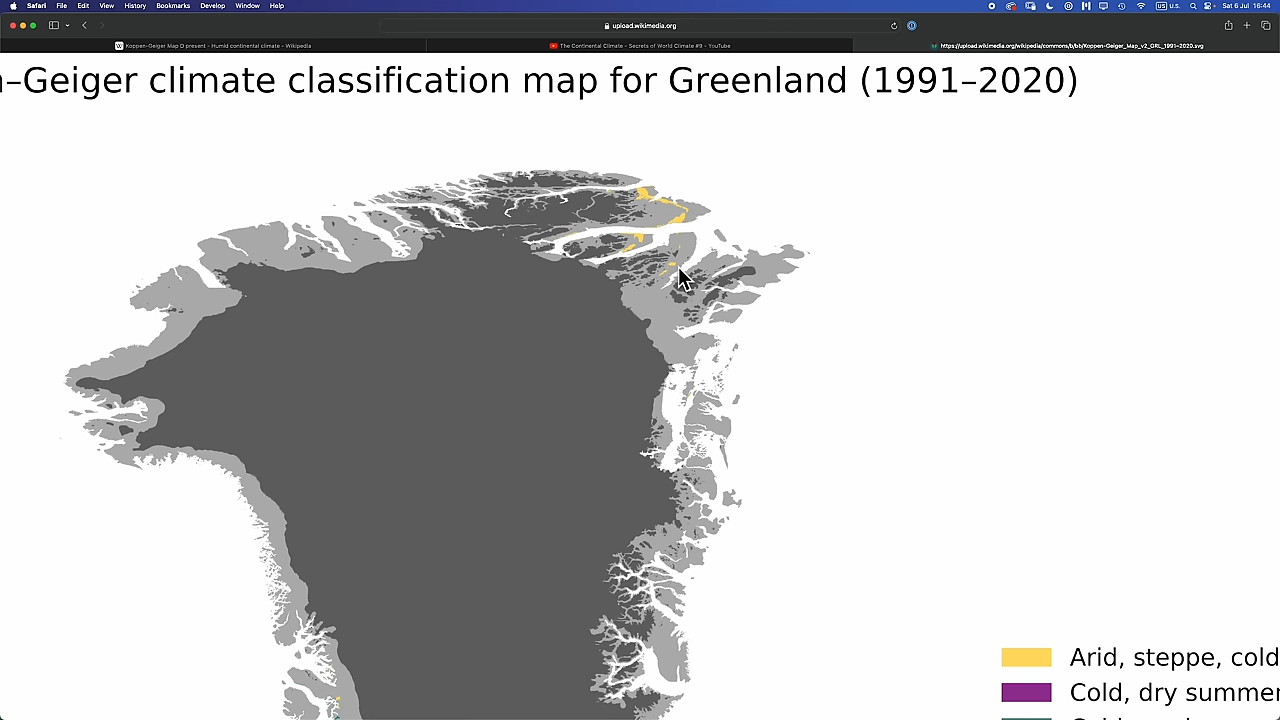 Safari File Edit View History Bookmarks Develop Window Help
U.S. Sat 6 Jul 16:44
upload.wikimedia.org
Koppen-Geiger Map D present - Humid continental climate - Wikipedia
The Continental Climate - Secrets of World Climate #9 - YouTube
https://upload.wikimedia.org/wikipedia/commons/b/bb/Koppen-Geiger_Map_v2_GRL_1991–2020.svg
–Geiger climate classification map for Greenland (1991–2020)
Arid, steppe, cold
Cold, dry summer